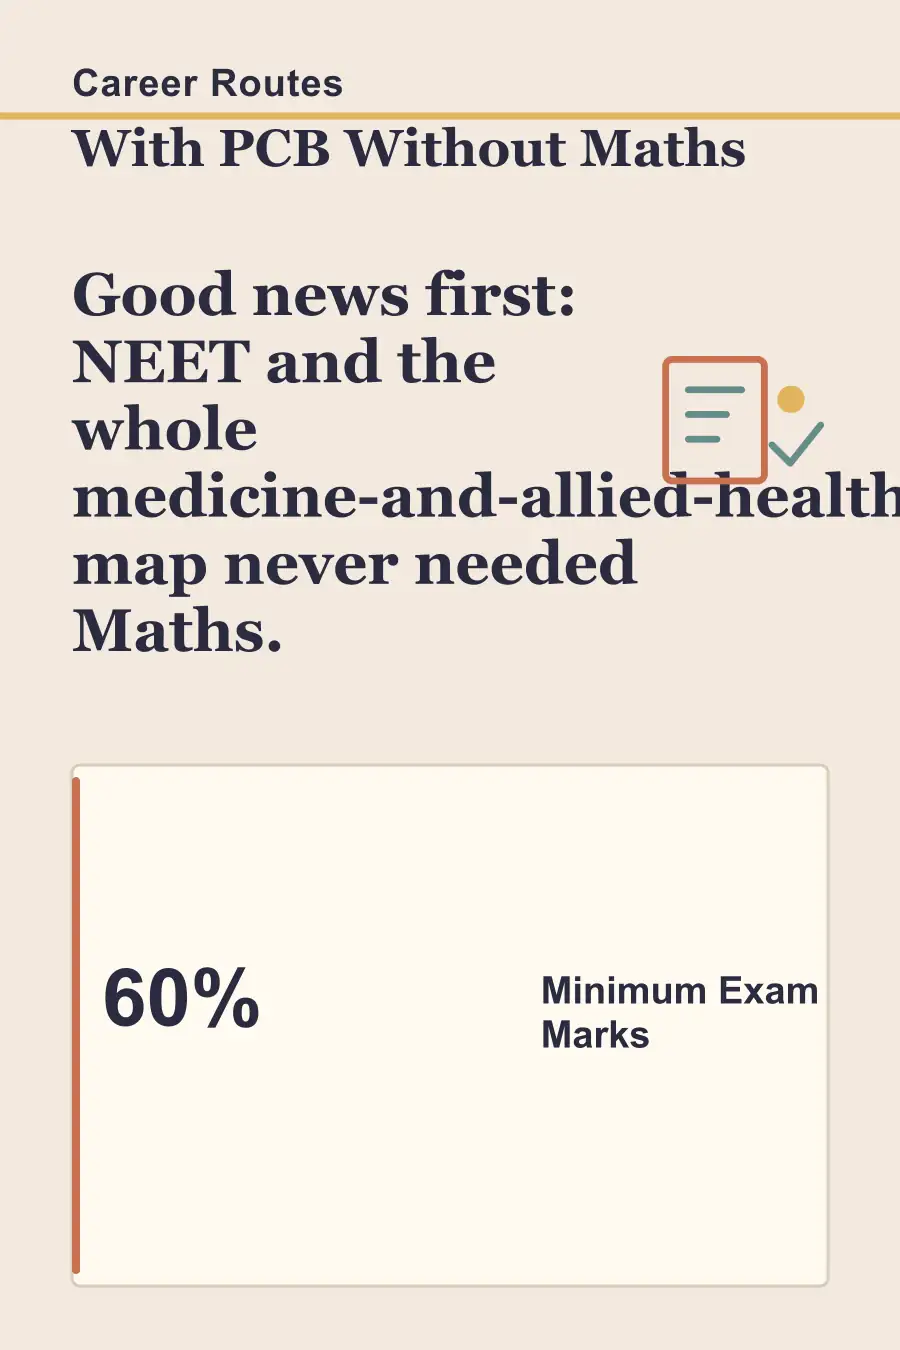 Career Routes
With PCB Without Maths
Good news first:
NEET and the
whole
medicine-and-allied-health
map never needed
Maths.
60%
Minimum Exam
Marks